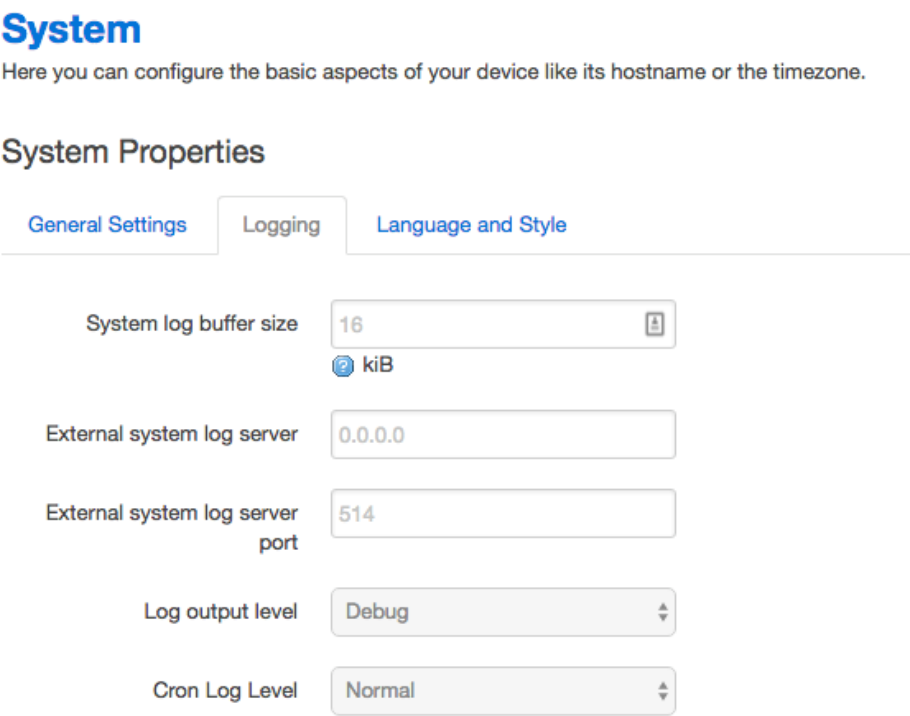 System
Here you can configure the basic aspects of your device like its hostname or the timezone.
System Properties
General Settings Logging Language and Style
System log buffer size 16
kiB
External system log server 0.0.0.0
External system log server 514
port
Log output level Debug
Cron Log Level Normal